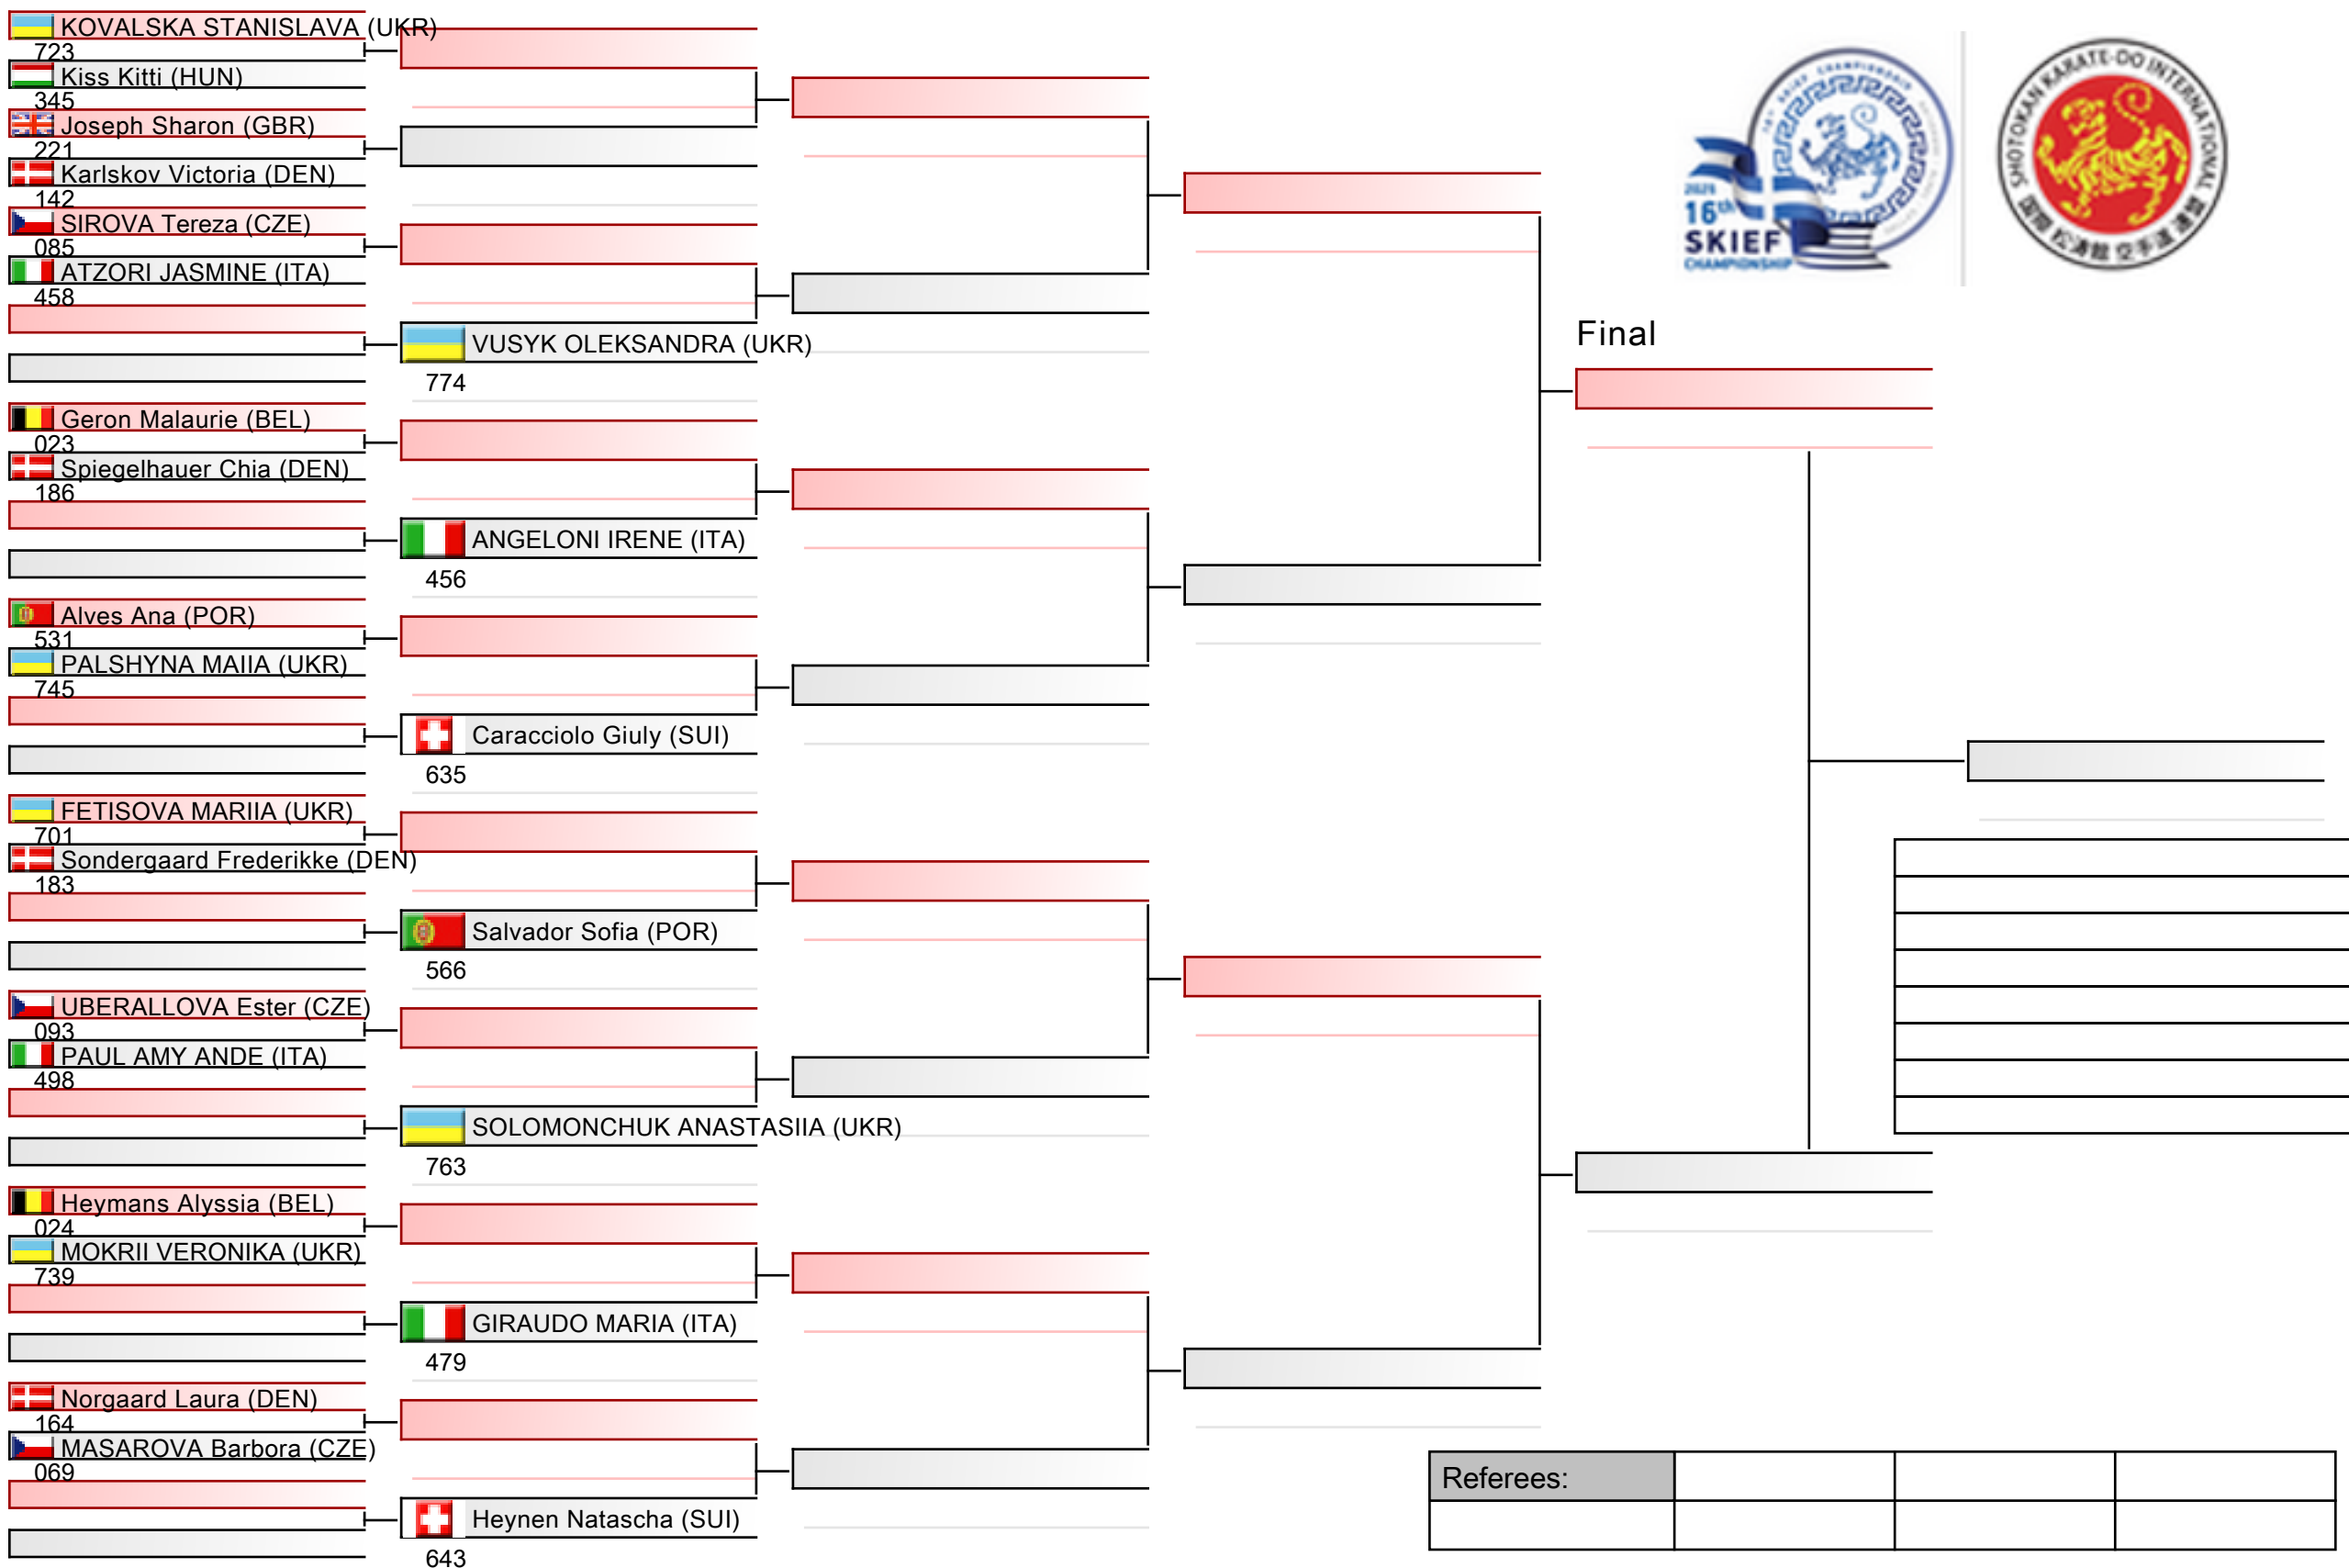 KOVALSKA STANISLAVA (UKR)
723
Kiss Kitti (HUN)
345
Joseph Sharon (GBR)
221
Karlskov Victoria (DEN)
142
SIROVA Tereza (CZE)
085
ATZORI JASMINE (ITA)
458
VUSYK OLEKSANDRA (UKR)
774
Geron Malaurie (BEL)
023
Spiegelhauer Chia (DEN)
186
ANGELONI IRENE (ITA)
456
Alves Ana (POR)
531
PALSHYNA MAIIA (UKR)
745
Caracciolo Giuly (SUI)
635
FETISOVA MARIIA (UKR)
701
Sondergaard Frederikke (DEN)
183
Salvador Sofia (POR)
566
UBERALLOVA Ester (CZE)
093
PAUL AMY ANDE (ITA)
498
SOLOMONCHUK ANASTASIIA (UKR)
763
Heymans Alyssia (BEL)
024
MOKRII VERONIKA (UKR)
739
GIRAUDO MARIA (ITA)
479
Norgaard Laura (DEN)
164
MASAROVA Barbora (CZE)
069
Heynen Natascha (SUI)
643
16th
SKIEF
CHAMPIONSHIP
SHOTOKAN KARATE-DO INTERNATIONAL
Final
Referees: